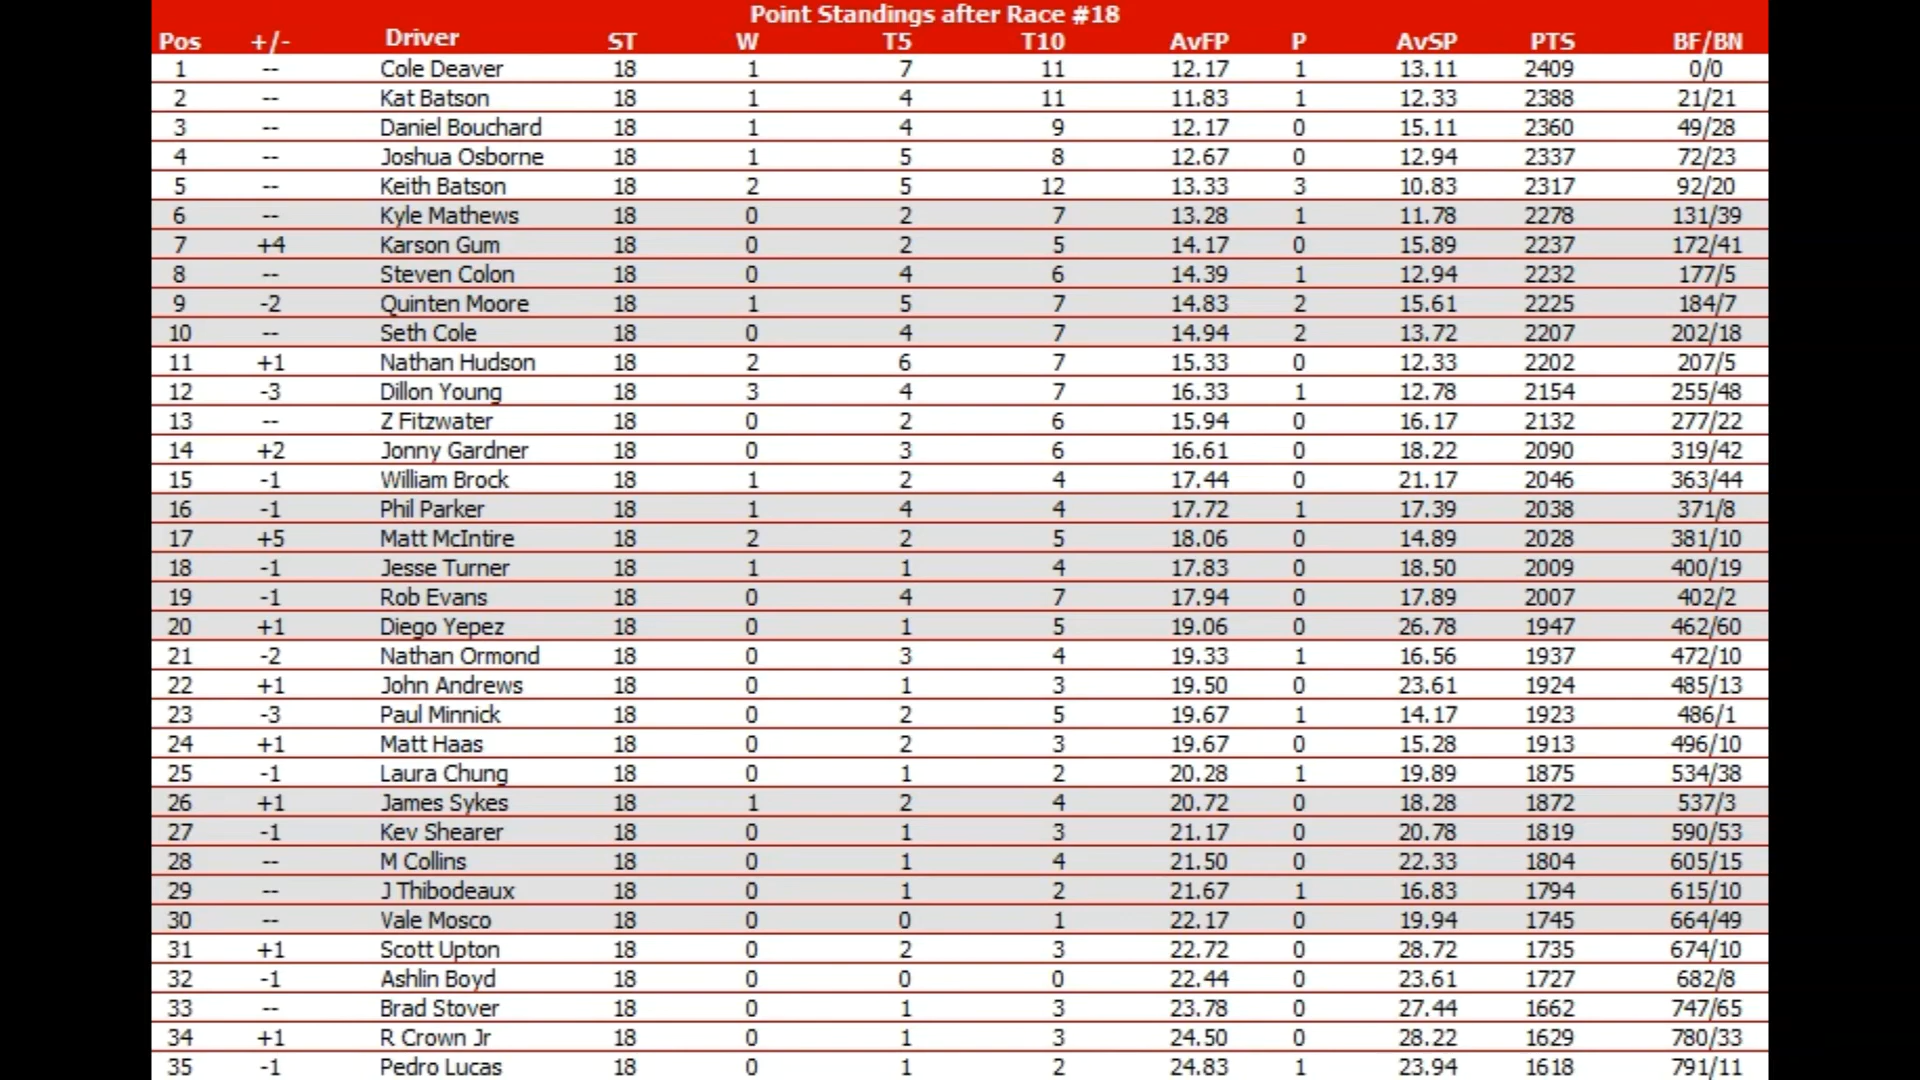 Point Standings after Race #18
Pos +/- Driver ST W T5 T10 AvFP P AvSP PTS BF/BN
1 -- Cole Deaver 18 1 7 11 12.17 1 13.11 2409 0/0
2 -- Kat Batson 18 1 4 11 11.83 1 12.33 2388 21/21
3 -- Daniel Bouchard 18 1 4 9 12.17 0 15.11 2360 49/28
4 -- Joshua Osborne 18 1 5 8 12.67 0 12.94 2337 72/23
5 -- Keith Batson 18 2 5 12 13.33 3 10.83 2317 92/20
6 -- Kyle Mathews 18 0 2 7 13.28 1 11.78 2278 131/39
7 +4 Karson Gum 18 0 2 5 14.17 0 15.89 2237 172/41
8 -- Steven Colon 18 0 4 6 14.39 1 12.94 2232 177/5
9 -2 Quinten Moore 18 1 5 7 14.83 2 15.61 2225 184/7
10 -- Seth Cole 18 0 4 7 14.94 2 13.72 2207 202/18
11 +1 Nathan Hudson 18 2 6 7 15.33 0 12.33 2202 207/5
12 -3 Dillon Young 18 3 4 7 16.33 1 12.78 2154 255/48
13 -- Z Fitzwater 18 0 2 6 15.94 0 16.17 2132 277/22
14 +2 Jonny Gardner 18 0 3 6 16.61 0 18.22 2090 319/42
15 -1 William Brock 18 1 2 4 17.44 0 21.17 2046 363/44
16 -1 Phil Parker 18 1 4 4 17.72 1 17.39 2038 371/8
17 +5 Matt McIntire 18 2 2 5 18.06 0 14.89 2028 381/10
18 -1 Jesse Turner 18 1 1 4 17.83 0 18.50 2009 400/19
19 -1 Rob Evans 18 0 4 7 17.94 0 17.89 2007 402/2
20 +1 Diego Yepez 18 0 1 5 19.06 0 26.78 1947 462/60
21 -2 Nathan Ormond 18 0 3 4 19.33 1 16.56 1937 472/10
22 +1 John Andrews 18 0 1 3 19.50 0 23.61 1924 485/13
23 -3 Paul Minnick 18 0 2 5 19.67 1 14.17 1923 486/1
24 +1 Matt Haas 18 0 2 3 19.67 0 15.28 1913 496/10
25 -1 Laura Chung 18 0 1 2 20.28 1 19.89 1875 534/38
26 +1 James Sykes 18 1 2 4 20.72 0 18.28 1872 537/3
27 -1 Kev Shearer 18 0 1 3 21.17 0 20.78 1819 590/53
28 -- M Collins 18 0 1 4 21.50 0 22.33 1804 605/15
29 -- J Thibodeaux 18 0 1 2 21.67 1 16.83 1794 615/10
30 -- Vale Mosco 18 0 0 1 22.17 0 19.94 1745 664/49
31 +1 Scott Upton 18 0 2 3 22.72 0 28.72 1735 674/10
32 -1 Ashlin Boyd 18 0 0 0 22.44 0 23.61 1727 682/8
33 -- Brad Stover 18 0 1 3 23.78 0 27.44 1662 747/65
34 +1 R Crown Jr 18 0 1 3 24.50 0 28.22 1629 780/33
35 -1 Pedro Lucas 18 0 1 2 24.83 1 23.94 1618 791/11